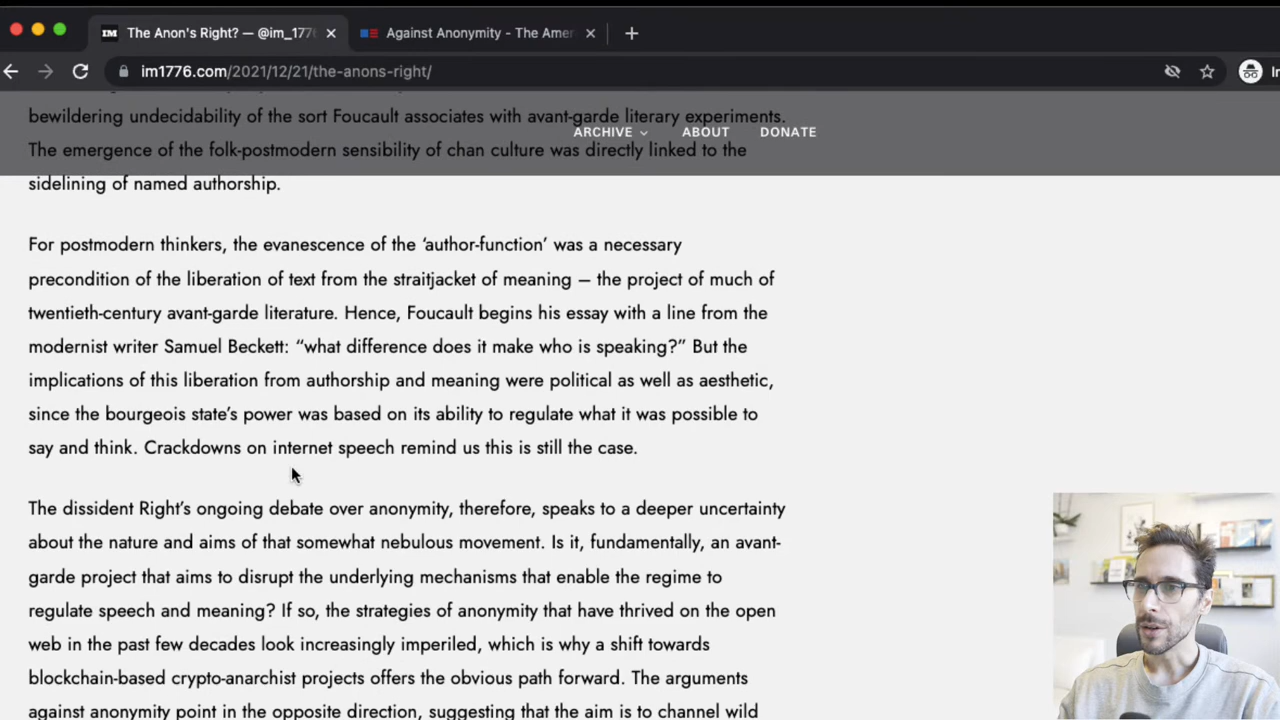 The Anon's Right? — @im_177
Against Anonymity - The Amer
im1776.com/2021/12/21/the-anons-right/
bewildering undecidability of the sort Foucault associates with avant-garde literary experiments.
ARCHIVE ABOUT DONATE
The emergence of the folk-postmodern sensibility of chan culture was directly linked to the
sidelining of named authorship.
For postmodern thinkers, the evanescence of the ‘author-function’ was a necessary
precondition of the liberation of text from the straitjacket of meaning – the project of much of
twentieth-century avant-garde literature. Hence, Foucault begins his essay with a line from the
modernist writer Samuel Beckett: “what difference does it make who is speaking?” But the
implications of this liberation from authorship and meaning were political as well as aesthetic,
since the bourgeois state’s power was based on its ability to regulate what it was possible to
say and think. Crackdowns on internet speech remind us this is still the case.
The dissident Right’s ongoing debate over anonymity, therefore, speaks to a deeper uncertainty
about the nature and aims of that somewhat nebulous movement. Is it, fundamentally, an avant-
garde project that aims to disrupt the underlying mechanisms that enable the regime to
regulate speech and meaning? If so, the strategies of anonymity that have thrived on the open
web in the past few decades look increasingly imperiled, which is why a shift towards
blockchain-based crypto-anarchist projects offers the obvious path forward. The arguments
against anonymity point in the opposite direction, suggesting that the aim is to channel wild